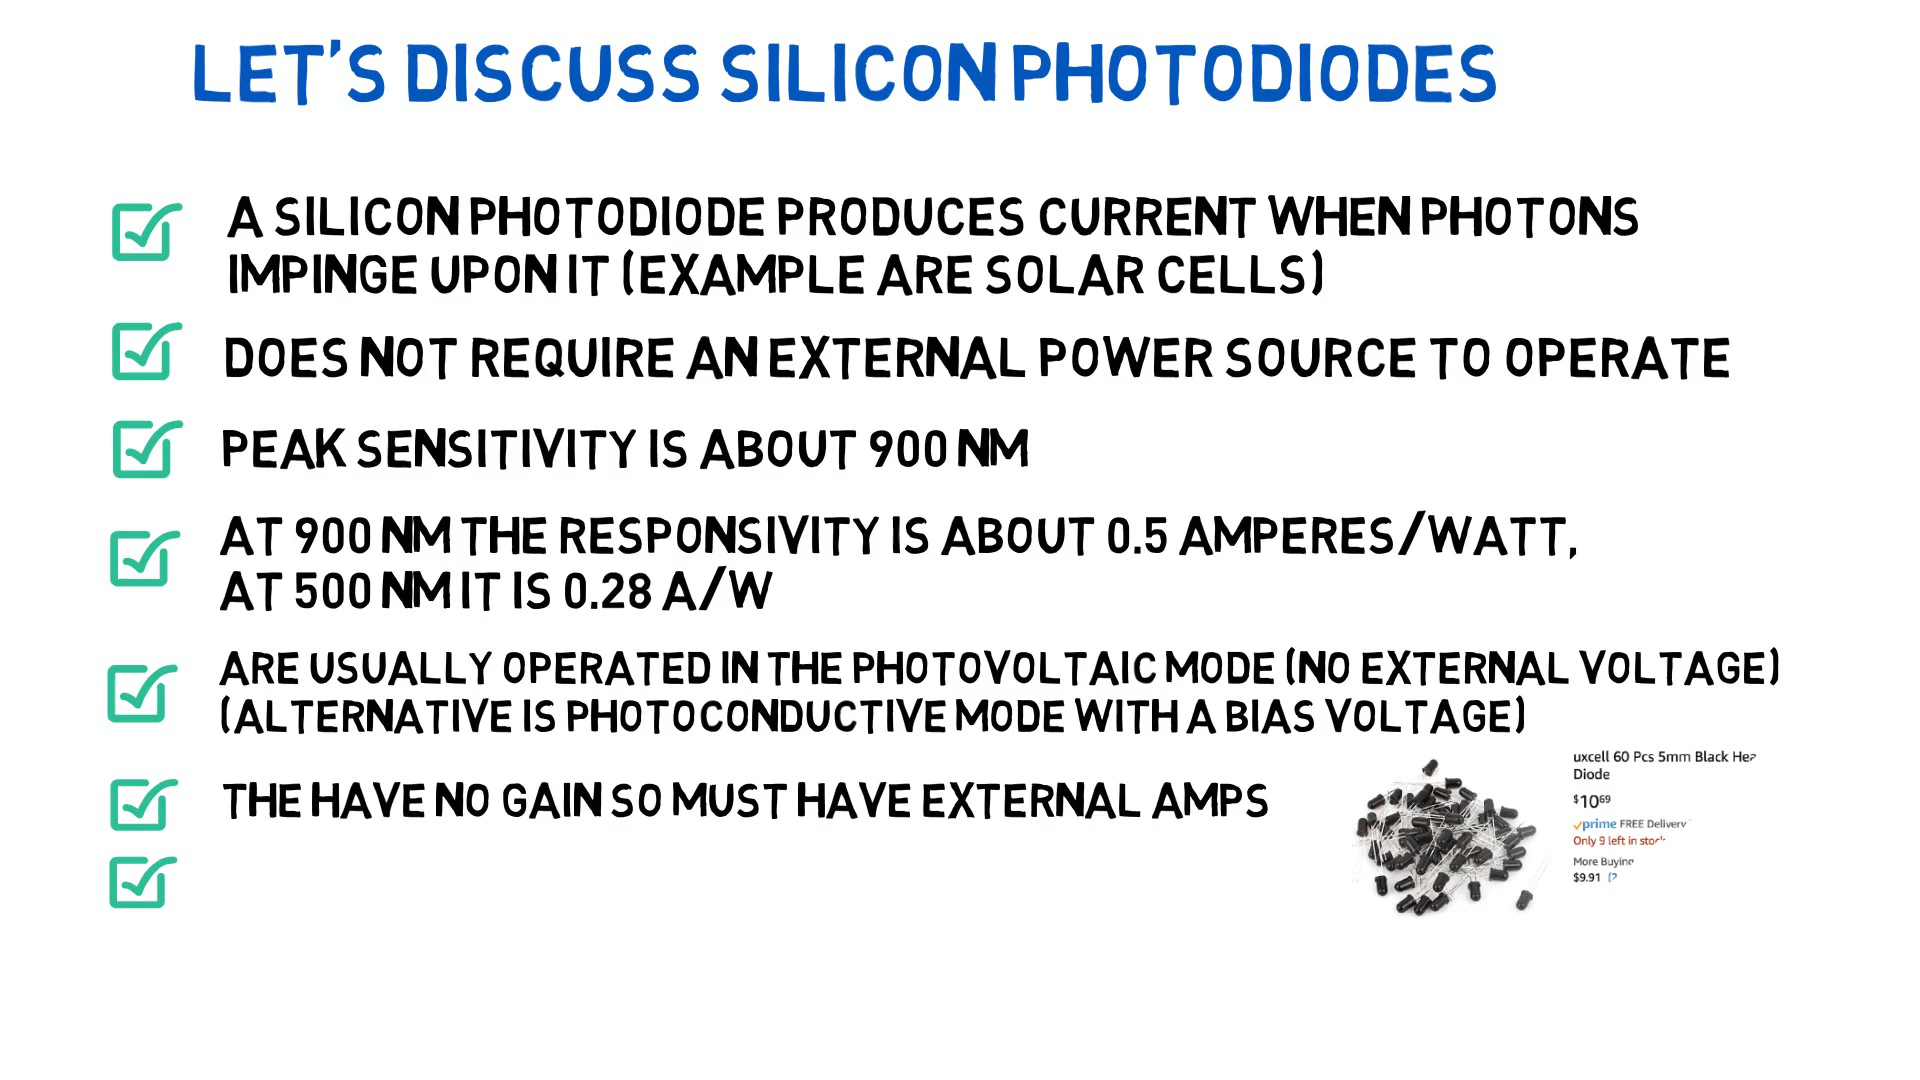 LET'S DISCUSS SILICON PHOTODIODES
A SILICON PHOTODIODE PRODUCES CURRENT WHEN PHOTONS
IMPINGE UPON IT (EXAMPLE ARE SOLAR CELLS)
DOES NOT REQUIRE AN EXTERNAL POWER SOURCE TO OPERATE
PEAK SENSITIVITY IS ABOUT 900 NM
AT 900 NM THE RESPONSIVITY IS ABOUT 0.5 AMPERES/WATT,
AT 500 NM IT IS 0.28 A/W
ARE USUALLY OPERATED IN THE PHOTOVOLTAIC MODE (NO EXTERNAL VOLTAGE)
(ALTERNATIVE IS PHOTOCONDUCTIVE MODE WITH A BIAS VOLTAGE)
THE HAVE NO GAIN SO MUST HAVE EXTERNAL AMPS
uxcell 60 Pcs 5mm Black
Diode
$10⁶⁹
prime FREE Delivery
Only 9 left in
More
$9.91